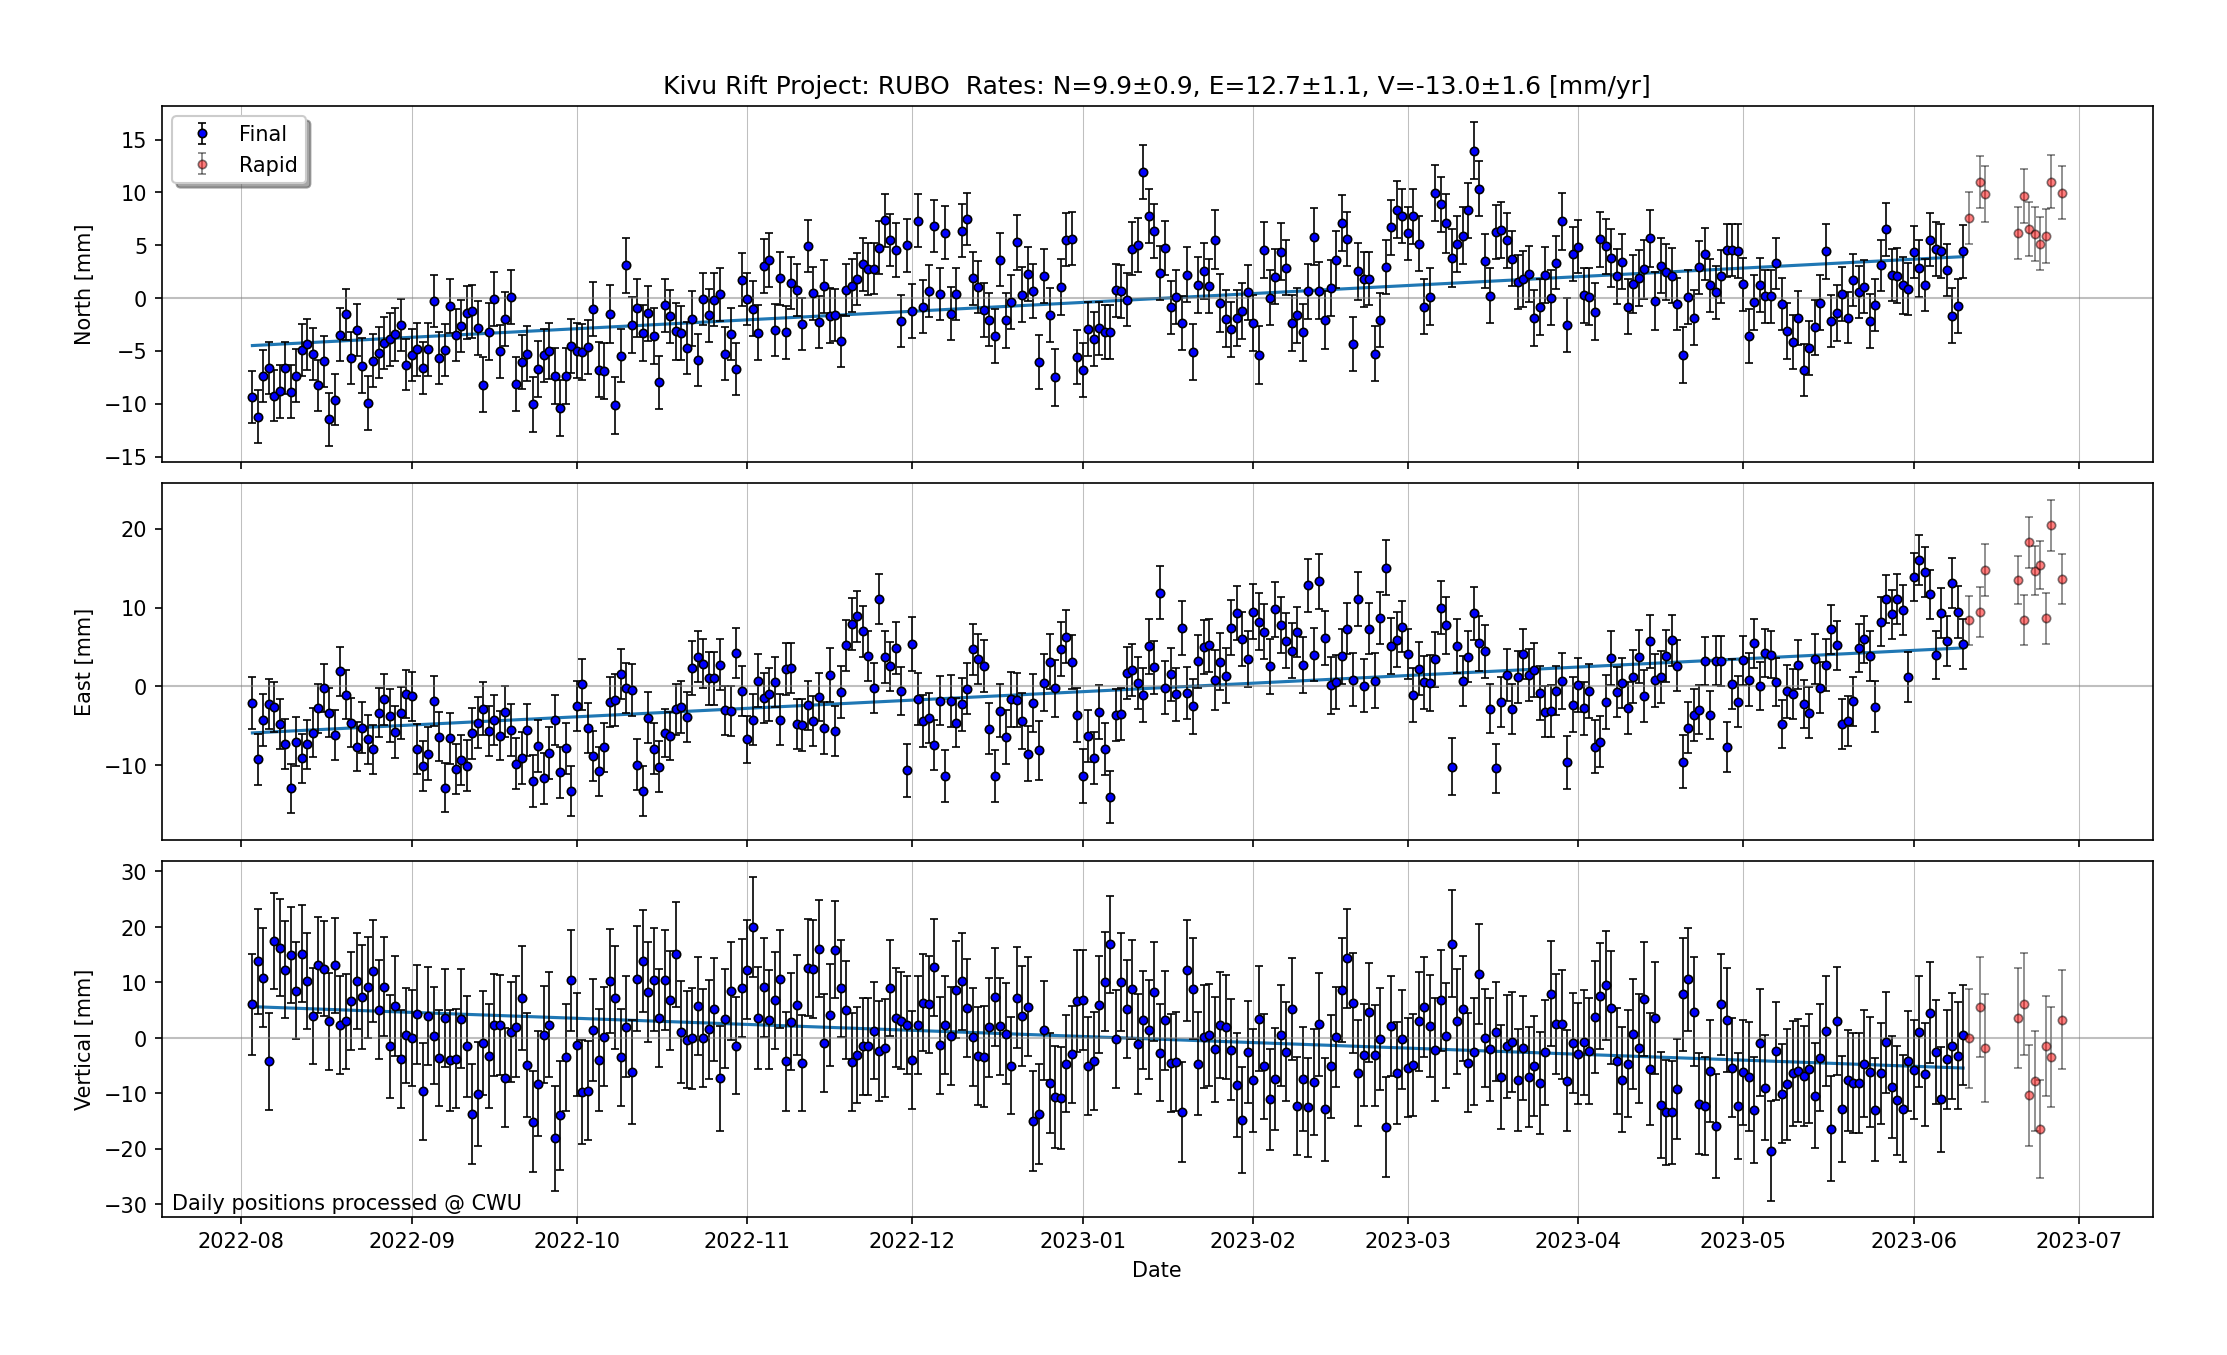 Kivu Rift Project: RUBO  Rates: N=9.9±0.9, E=12.7±1.1, V=-13.0±1.6 [mm/yr]
Final
Rapid
North [mm]
15
10
5
0
−5
−10
−15
East [mm]
20
10
0
−10
Vertical [mm]
30
20
10
0
−10
−20
−30
Daily positions processed @ CWU
2022-08 2022-09 2022-10 2022-11 2022-12 2023-01 2023-02 2023-03 2023-04 2023-05 2023-06 2023-07
Date